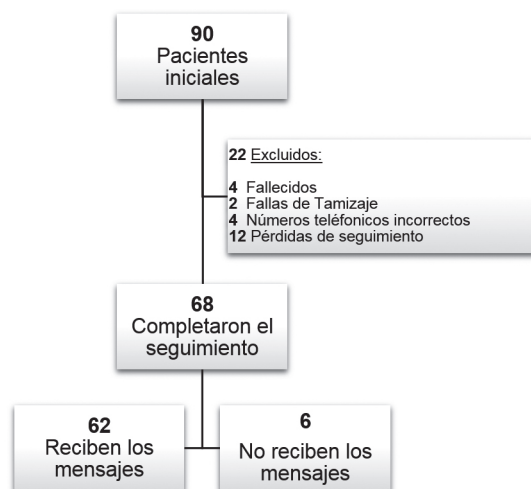 90
Pacientes
iniciales
22 Excluidos:
4 Fallecidos
2 Fallas de Tamizaje
4 Números teléfonicos incorrectos
12 Pérdidas de seguimiento
68
Completaron el
seguimiento
62
Reciben los
mensajes
6
No reciben los
mensajes